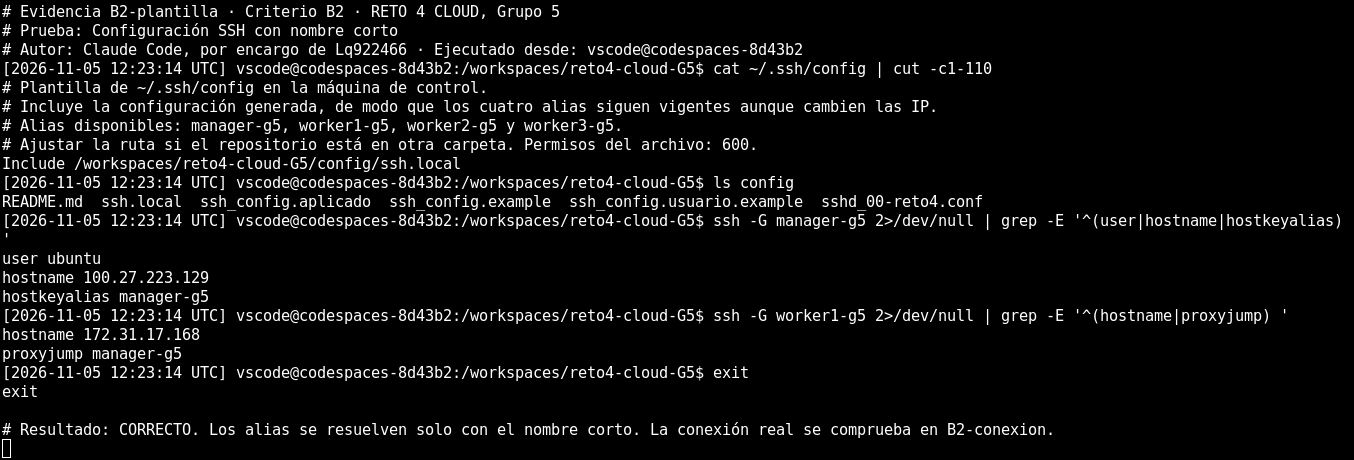 # Evidencia B2-plantilla · Criterio B2 · RETO 4 CLOUD, Grupo 5
# Prueba: Configuración SSH con nombre corto
# Autor: Claude Code, por encargo de Lq922466 · Ejecutado desde: vscode@codespaces-8d43b2
[2026-11-05 12:23:14 UTC] vscode@codespaces-8d43b2:/workspaces/reto4-cloud-G5$ cat ~/.ssh/config | cut -c1-110
# Plantilla de ~/.ssh/config en la máquina de control.
# Incluye la configuración generada, de modo que los cuatro alias siguen vigentes aunque cambien las IP.
# Alias disponibles: manager-g5, worker1-g5, worker2-g5 y worker3-g5.
# Ajustar la ruta si el repositorio está en otra carpeta. Permisos del archivo: 600.
Include /workspaces/reto4-cloud-G5/config/ssh.local
[2026-11-05 12:23:14 UTC] vscode@codespaces-8d43b2:/workspaces/reto4-cloud-G5$ ls config
README.md  ssh.local  ssh_config.aplicado  ssh_config.example  ssh_config.usuario.example  sshd_00-reto4.conf
[2026-11-05 12:23:14 UTC] vscode@codespaces-8d43b2:/workspaces/reto4-cloud-G5$ ssh -G manager-g5 2>/dev/null | grep -E '^(user|hostname|hostkeyalias)
'
user ubuntu
hostname 100.27.223.129
hostkeyalias manager-g5
[2026-11-05 12:23:14 UTC] vscode@codespaces-8d43b2:/workspaces/reto4-cloud-G5$ ssh -G worker1-g5 2>/dev/null | grep -E '^(hostname|proxyjump) '
hostname 172.31.17.168
proxyjump manager-g5
[2026-11-05 12:23:14 UTC] vscode@codespaces-8d43b2:/workspaces/reto4-cloud-G5$ exit
exit
# Resultado: CORRECTO. Los alias se resuelven solo con el nombre corto. La conexión real se comprueba en B2-conexion.